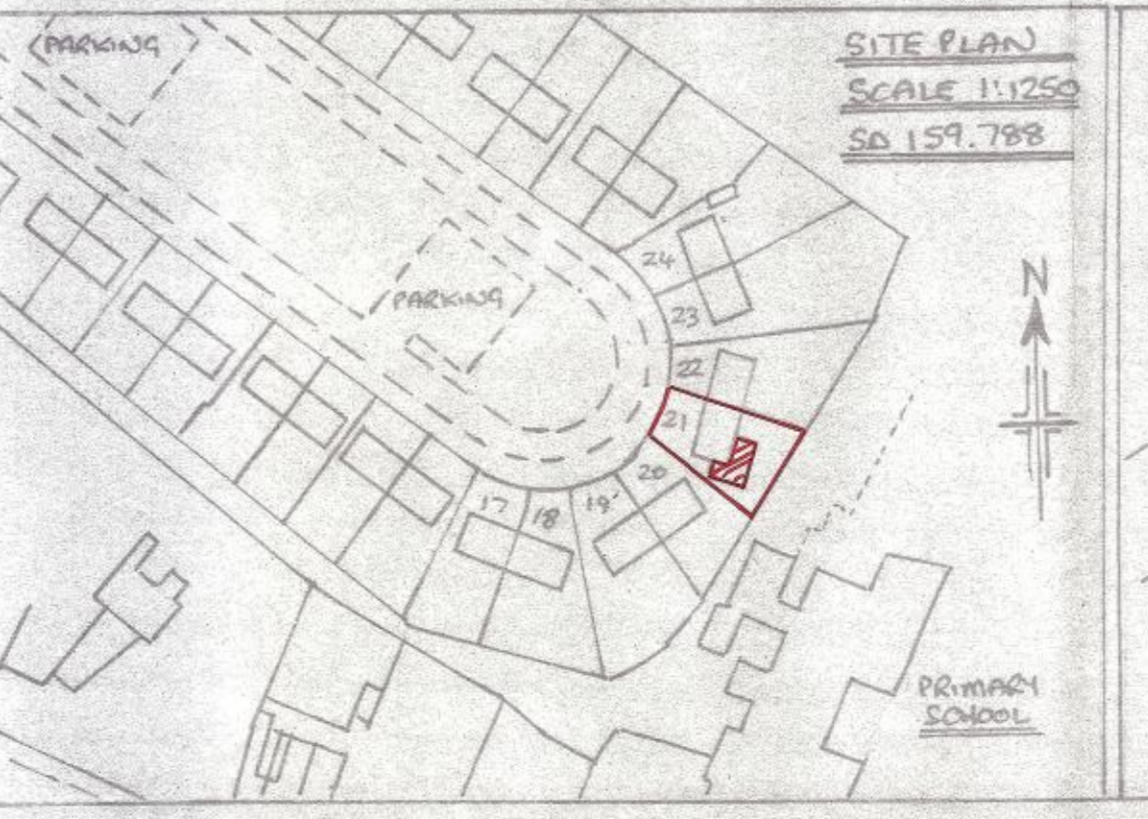 PARKING
SITE PLAN
SCALE 1:1250
SD 159.788
24
PARKING
N
23
22
21
20
19
17
18
PRIMARY
SCHOOL